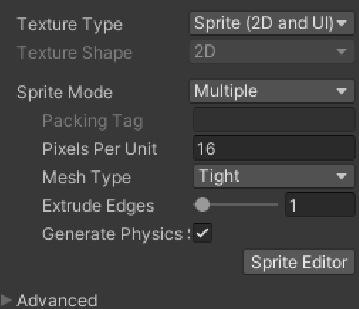 Texture Type Sprite (2D and UI)
Texture Shape 2D
Sprite Mode Multiple
Packing Tag
Pixels Per Unit 16
Mesh Type Tight
Extrude Edges 1
Generate Physics S
Sprite Editor
Advanced